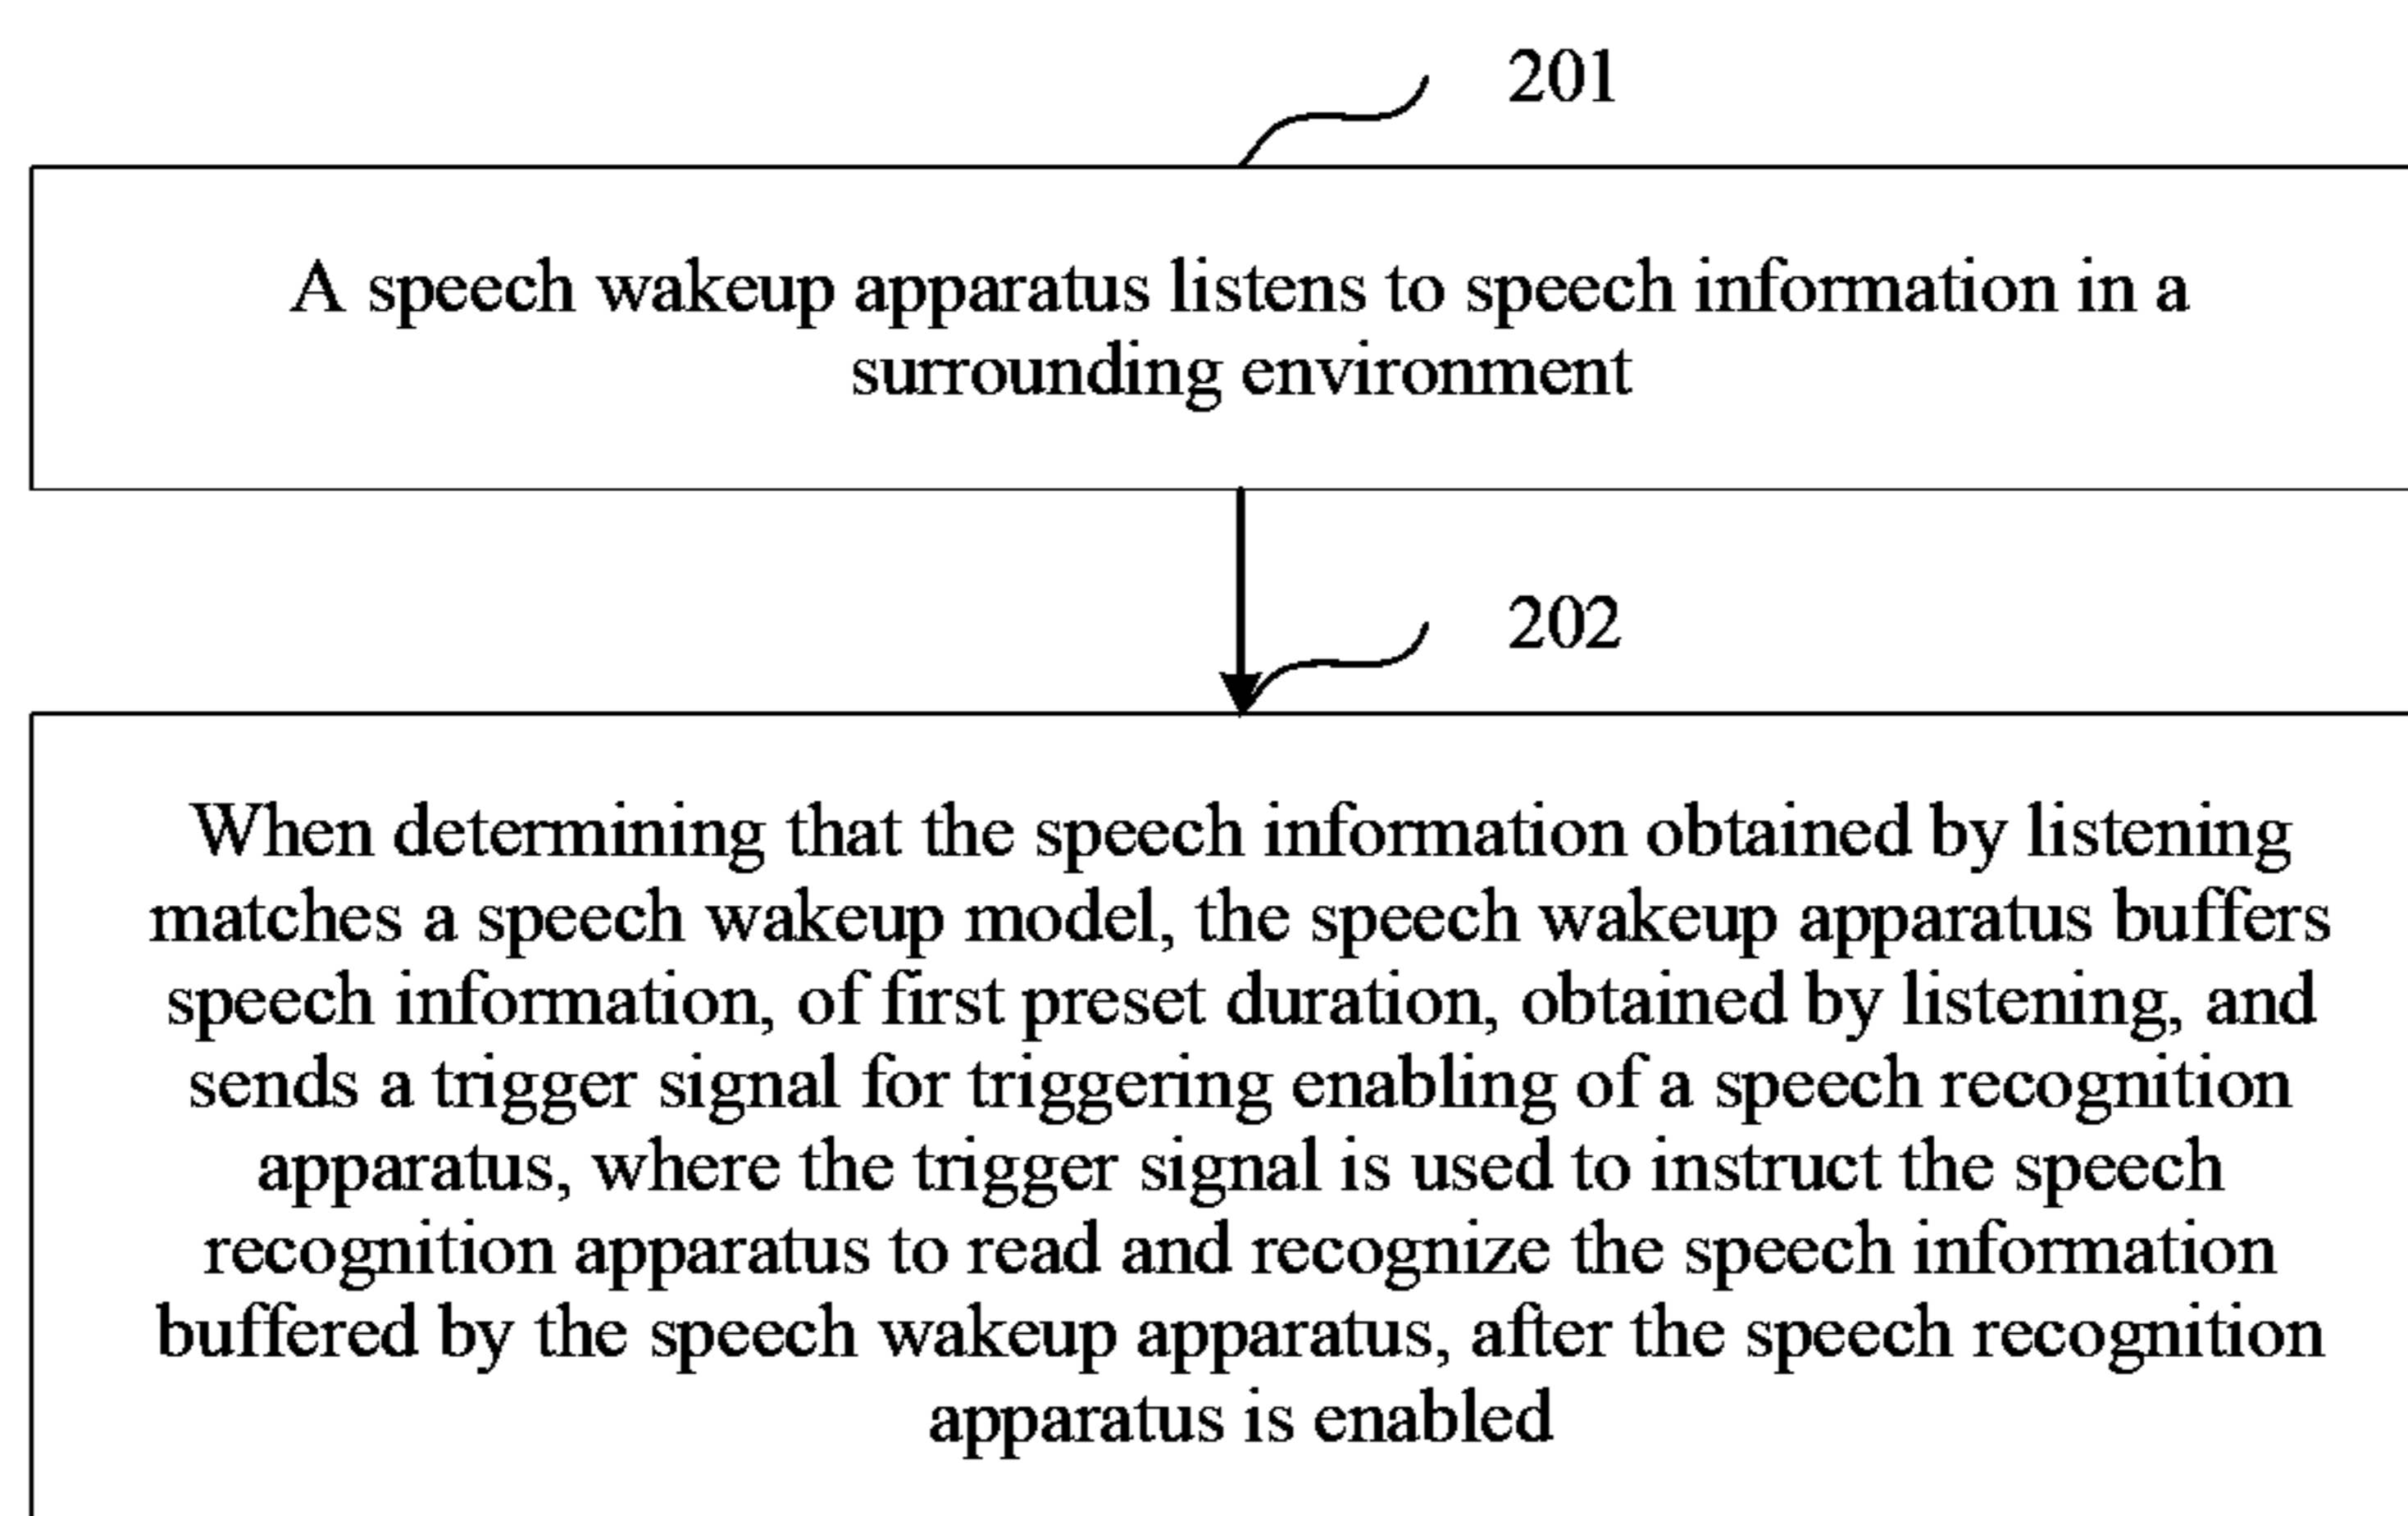 201
A speech wakeup apparatus listens to speech information in a
surrounding environment
202
When determining that the speech information obtained by listening
matches a speech wakeup model, the speech wakeup apparatus buffers
speech information, of first preset duration, obtained by listening, and
sends a trigger signal for triggering enabling of a speech recognition
apparatus, where the trigger signal is used to instruct the speech
recognition apparatus to read and recognize the speech information
buffered by the speech wakeup apparatus, after the speech recognition
apparatus is enabled